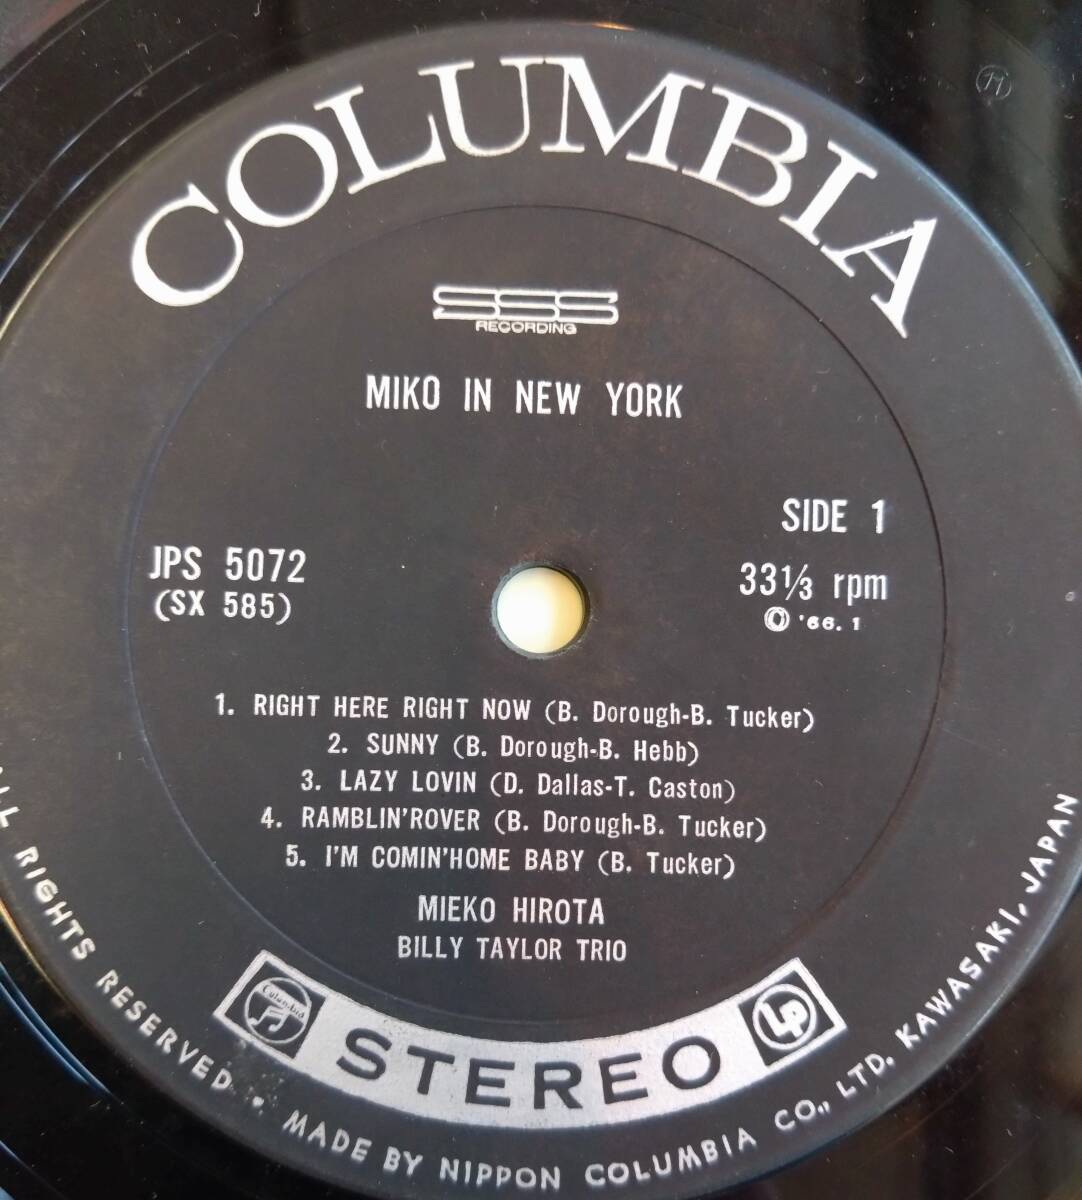 COLUMBIA
SSS
RECORDING
MIKO IN NEW YORK
SIDE 1
JPS 5072
(SX 585)
33⅓ rpm
Ⓟ '66. 1
1. RIGHT HERE RIGHT NOW (B. Dorough-B. Tucker)
2. SUNNY (B. Dorough-B. Hebb)
3. LAZY LOVIN (D. Dallas-T. Caston)
4. RAMBLIN'ROVER (B. Dorough-B. Tucker)
5. I'M COMIN'HOME BABY (B. Tucker)
MIEKO HIROTA
BILLY TAYLOR TRIO
Columbia
STEREO
LP
ALL RIGHTS RESERVED • MADE BY NIPPON COLUMBIA CO., LTD. KAWASAKI, JAPAN